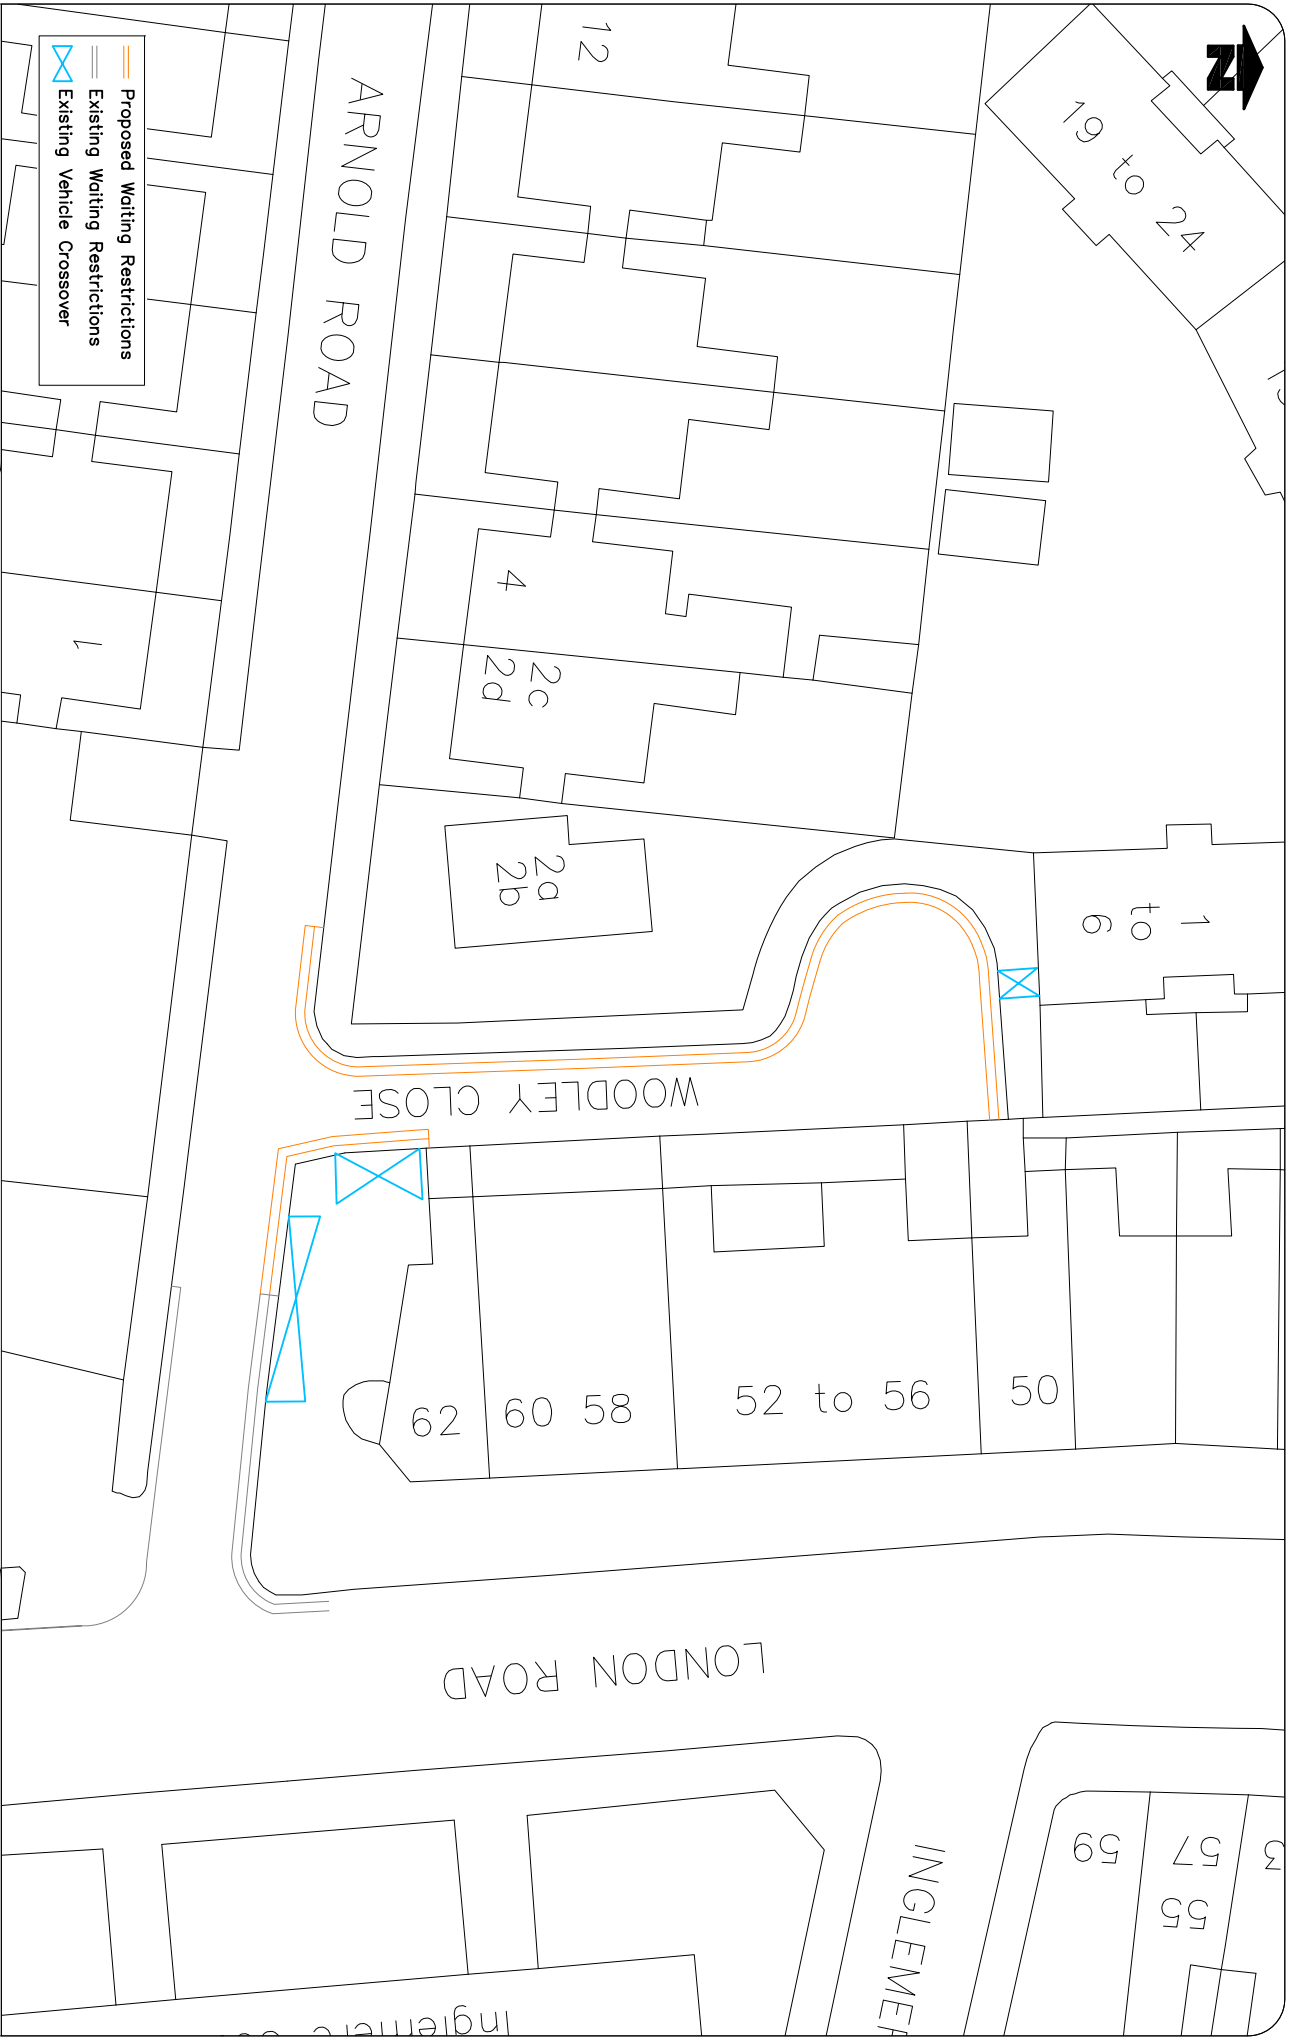 N
Proposed Waiting Restrictions
Existing Waiting Restrictions
Existing Vehicle Crossover
ARNOLD ROAD
12
19 to 24
4
2c
2d
1
2a
2b
1
to
6
WOODLEY CLOSE
62
60 58
52 to 56
50
LONDON ROAD
59
57
55